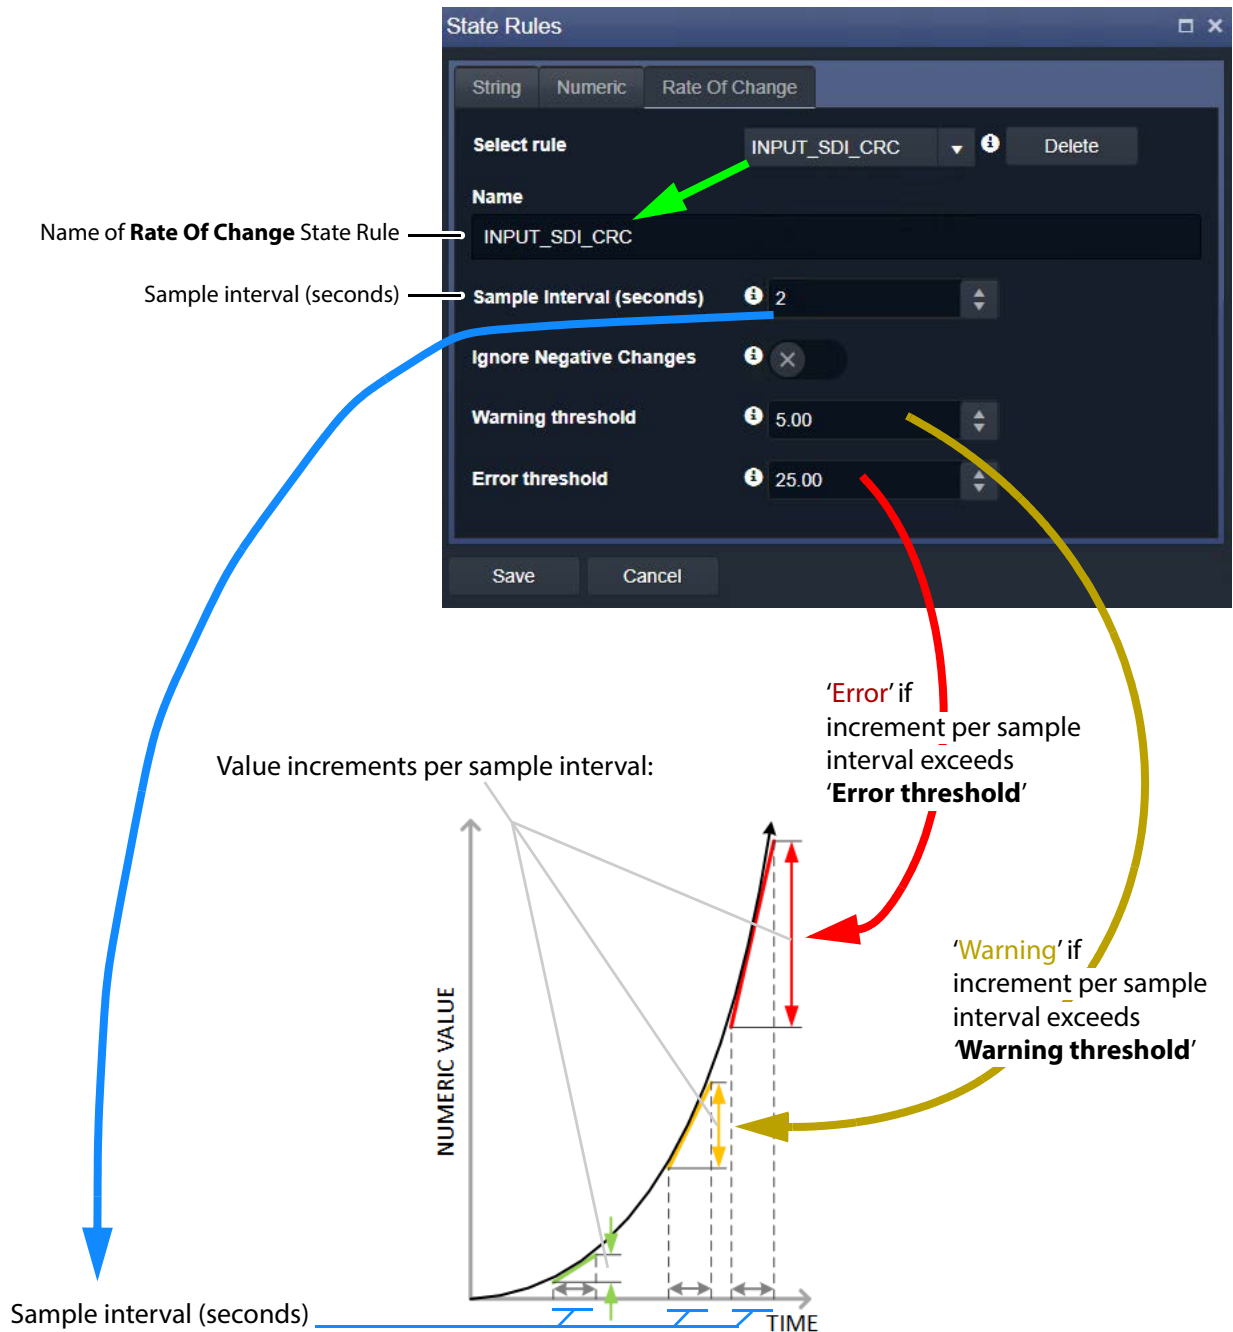 State Rules
String Numeric Rate Of Change
Select rule INPUT_SDI_CRC Delete
Name
Name of Rate Of Change State Rule
INPUT_SDI_CRC
Sample interval (seconds)
Sample Interval (seconds) 2
Ignore Negative Changes
Warning threshold 5.00
Error threshold 25.00
Save Cancel
‘Error’ if
increment per sample
interval exceeds
‘Error threshold’
Value increments per sample interval:
‘Warning’ if
increment per sample
interval exceeds
‘Warning threshold’
NUMERIC VALUE
Sample interval (seconds)
TIME